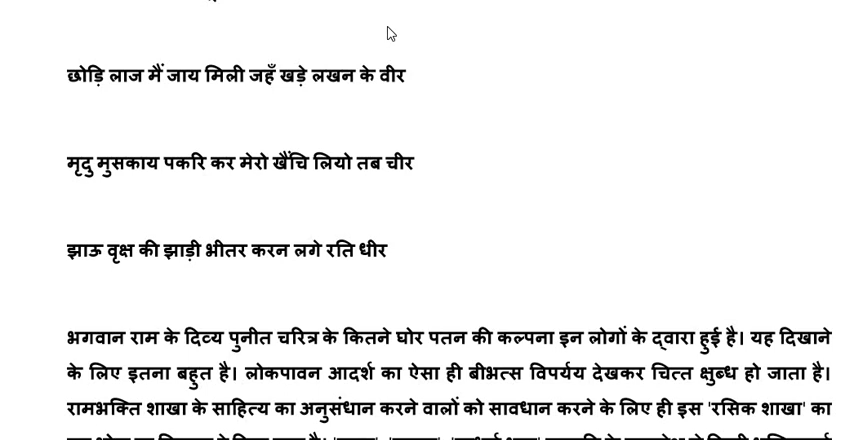 छोड़ि लाज मैं जाय मिली जहँ खड़े लखन के वीर
मृदु मुसकाय पकरि कर मेरो खैंचि लियो तब चीर
झाऊ वृक्ष की झाड़ी भीतर करन लगे रति धीर
भगवान राम के दिव्य पुनीत चरित्र के कितने घोर पतन की कल्पना इन लोगों के द्वारा हुई है। यह दिखाने
के लिए इतना बहुत है। लोकपावन आदर्श का ऐसा ही बीभत्स विपर्यय देखकर चित्त क्षुब्ध हो जाता है।
रामभक्ति शाखा के साहित्य का अनुसंधान करने वालों को सावधान करने के लिए ही इस 'रसिक शाखा' का